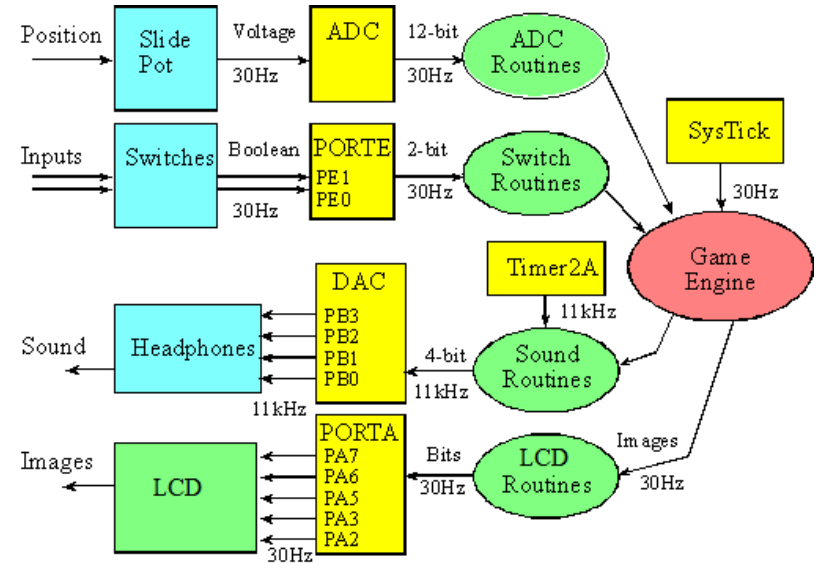 Position
Slide
Pot
Voltage
30Hz
ADC
12-bit
30Hz
ADC
Routines
SysTick
30Hz
Inputs
Switches
Boolean
30Hz
PORTE
PE1
PE0
2-bit
30Hz
Switch
Routines
Game
Engine
Timer2A
11kHz
Sound
Headphones
DAC
PB3
PB2
PB1
PB0
11kHz
4-bit
11kHz
Sound
Routines
Images
LCD
PORTA
PA7
PA6
PA5
PA3
PA2
30Hz
Bits
30Hz
LCD
Routines
Images
30Hz